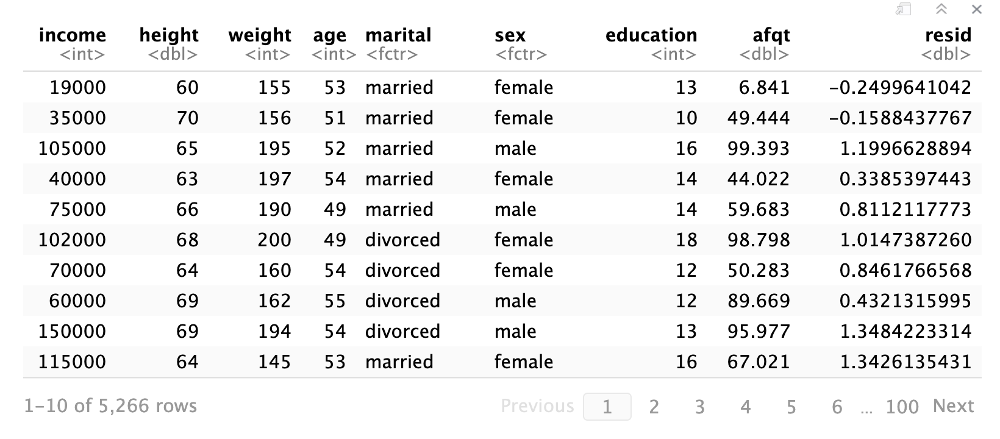 income height weight age marital sex education afqt resid
<int> <dbl> <int> <int> <fctr> <fctr> <int> <dbl> <dbl>
19000 60 155 53 married female 13 6.841 −0.2499641042
35000 70 156 51 married female 10 49.444 −0.1588437767
105000 65 195 52 married male 16 99.393 1.1996628894
40000 63 197 54 married female 14 44.022 0.3385397443
75000 66 190 49 married male 14 59.683 0.8112117773
102000 68 200 49 divorced female 18 98.798 1.0147387260
70000 64 160 54 divorced female 12 50.283 0.8461766568
60000 69 162 55 divorced male 12 89.669 0.4321315995
150000 69 194 54 divorced male 13 95.977 1.3484223314
115000 64 145 53 married female 16 67.021 1.3426135431
1–10 of 5,266 rows Previous 1 2 3 4 5 6 ... 100 Next